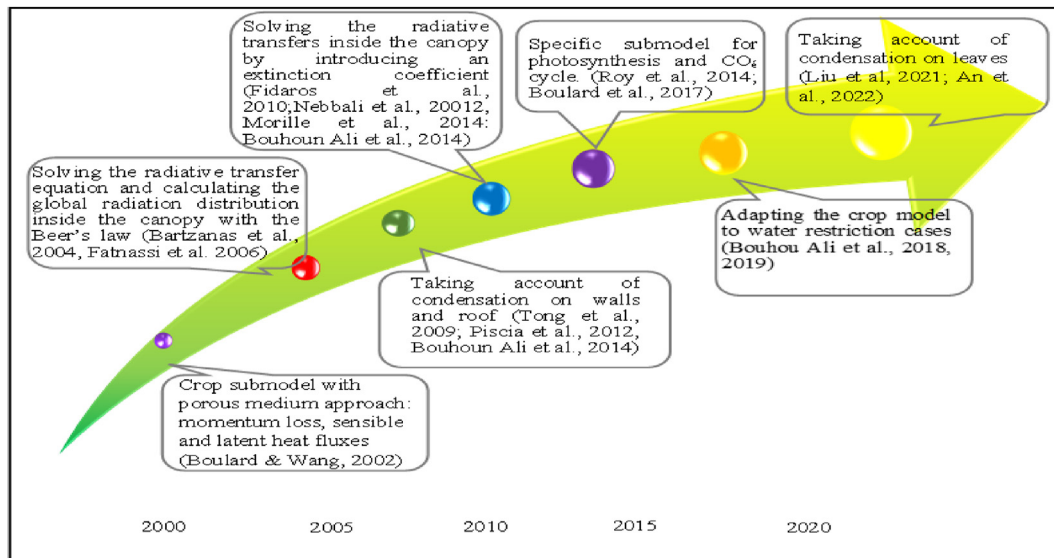 Solving the radiative
transfers inside the canopy
by introducing an
extinction coefficient
(Fidaros et al.,
2010;Nebbali et al., 20012,
Morille et al., 2014:
Bouhoun Ali et al., 2014)
Specific submodel for
photosynthesis and CO₆
cycle. (Roy et al., 2014;
Boulard et al., 2017)
Taking account of
condensation on leaves
(Liu et al, 2021; An et
al., 2022)
Solving the radiative transfer
equation and calculating the
global radiation distribution
inside the canopy with the
Beer's law (Bartzanas et al.,
2004, Fatnassi et al. 2006)
Adapting the crop model
to water restriction cases
(Bouhou Ali et al., 2018,
2019)
Taking account of
condensation on walls
and roof (Tong et al.,
2009; Piscia et al., 2012,
Bouhoun Ali et al., 2014)
Crop submodel with
porous medium approach:
momentum loss, sensible
and latent heat fluxes
(Boulard & Wang, 2002)
2000 2005 2010 2015 2020